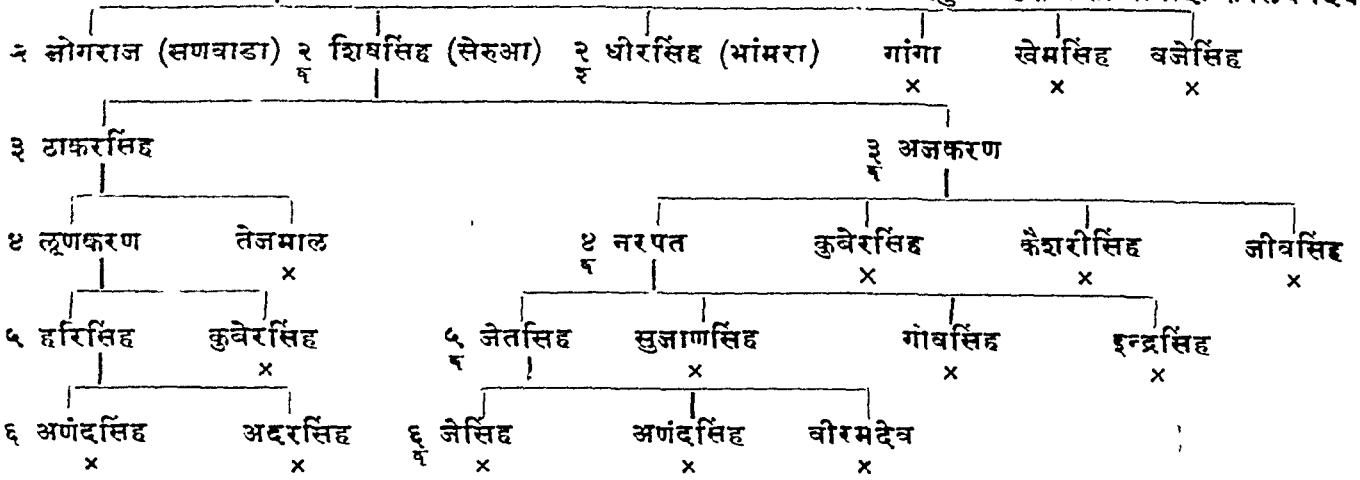 २ जोगराज (सणवाडा) २ द शिवसिंह (सेरुआ) २ इ धीरसिंह (भांमरा) गांगा खेमसिंह वजेसिंह
× × ×
३ ठाकरसिंह ३ द अजकरण
४ लूणकरण तेजमाल ४ द नरपत कुबेरसिंह कैशरीसिंह जीवसिंह
× × × ×
५ हरिसिंह कुबेरसिंह ५ द जेतसिंह सुजाणसिंह गोवसिंह इन्द्रसिंह
× × × ×
६ अणंदसिंह अदरसिंह ६ द जेसिंह अणंदसिंह वीरमदेव
× × × × ×